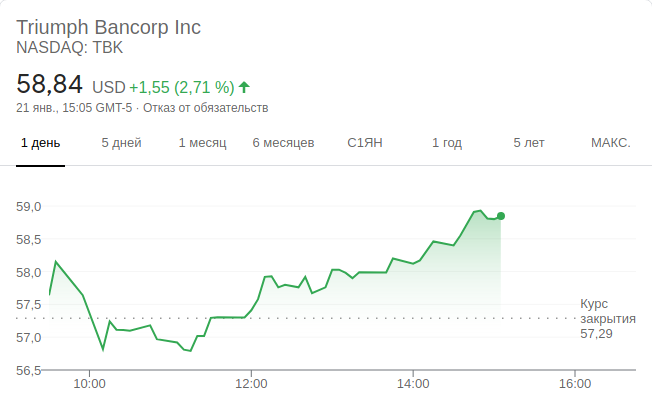 Triumph Bancorp Inc
NASDAQ: TBK
58,84 USD +1,55 (2,71 %)
21 янв., 15:05 GMT-5 · Отказ от обязательств
1 день 5 дней 1 месяц 6 месяцев С1ЯН 1 год 5 лет МАКС.
59,0
58,5
58,0
57,5
57,0
56,5
Курс
закрытия
57,29
10:00 12:00 14:00 16:00